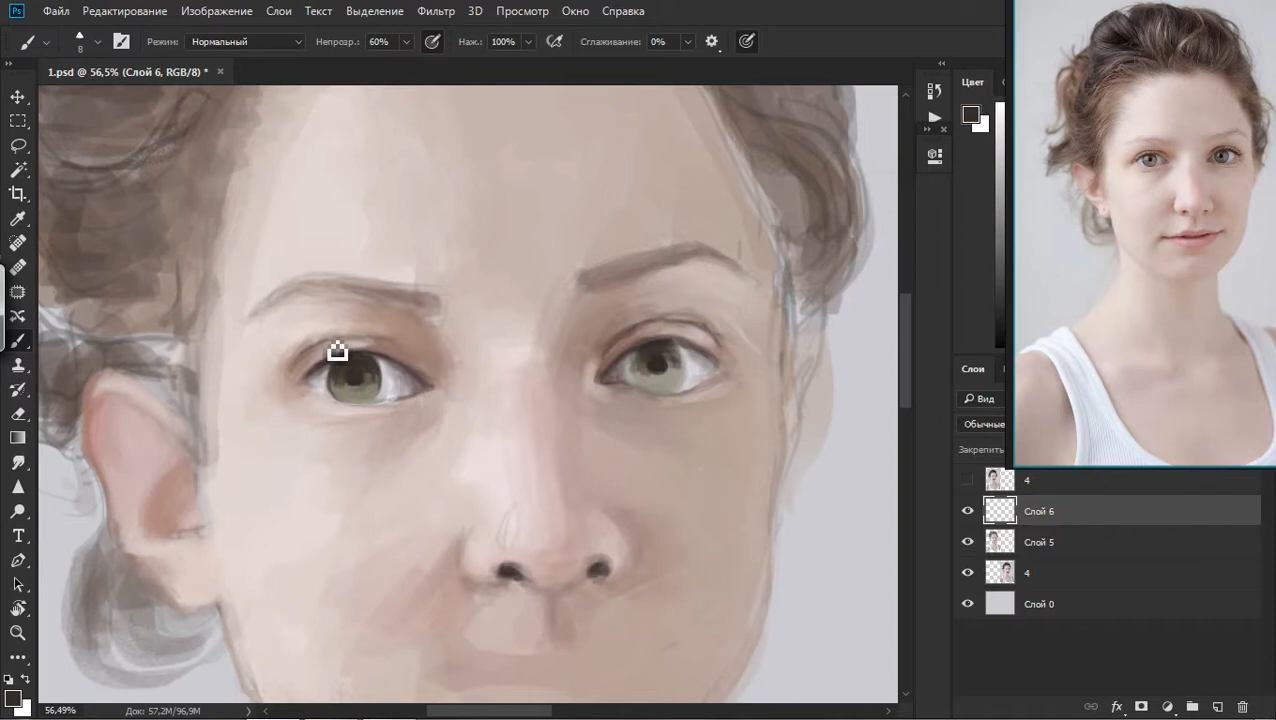 Ps Файл Редактирование Изображение Слои Текст Выделение Фильтр 3D Просмотр Окно Справка
8 Режим: Нормальный Непрозр.: 60% Наж.: 100% Сглаживание: 0%
1.psd @ 56,5% (Слой 6, RGB/8) *
Цвет
Слои
Вид
Обычные
Закрепить
4
Слой 6
Слой 5
4
Слой 0
56,49% Док: 57,2M/96,9M